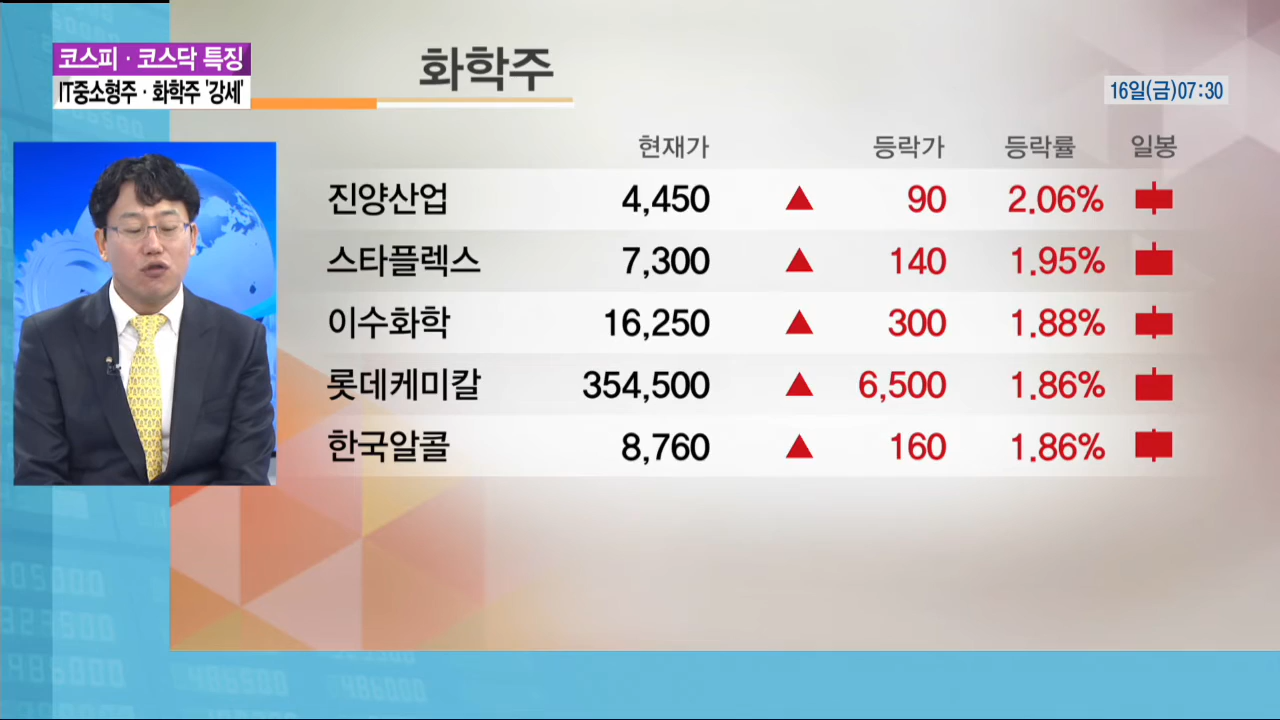 코스피·코스닥 특징
IT중소형주·화학주 '강세'
화학주
16일(금)07:30
현재가 등락가 등락률 일봉
진양산업 4,450 ▲ 90 2.06%
스타플렉스 7,300 ▲ 140 1.95%
이수화학 16,250 ▲ 300 1.88%
롯데케미칼 354,500 ▲ 6,500 1.86%
한국알콜 8,760 ▲ 160 1.86%
486000